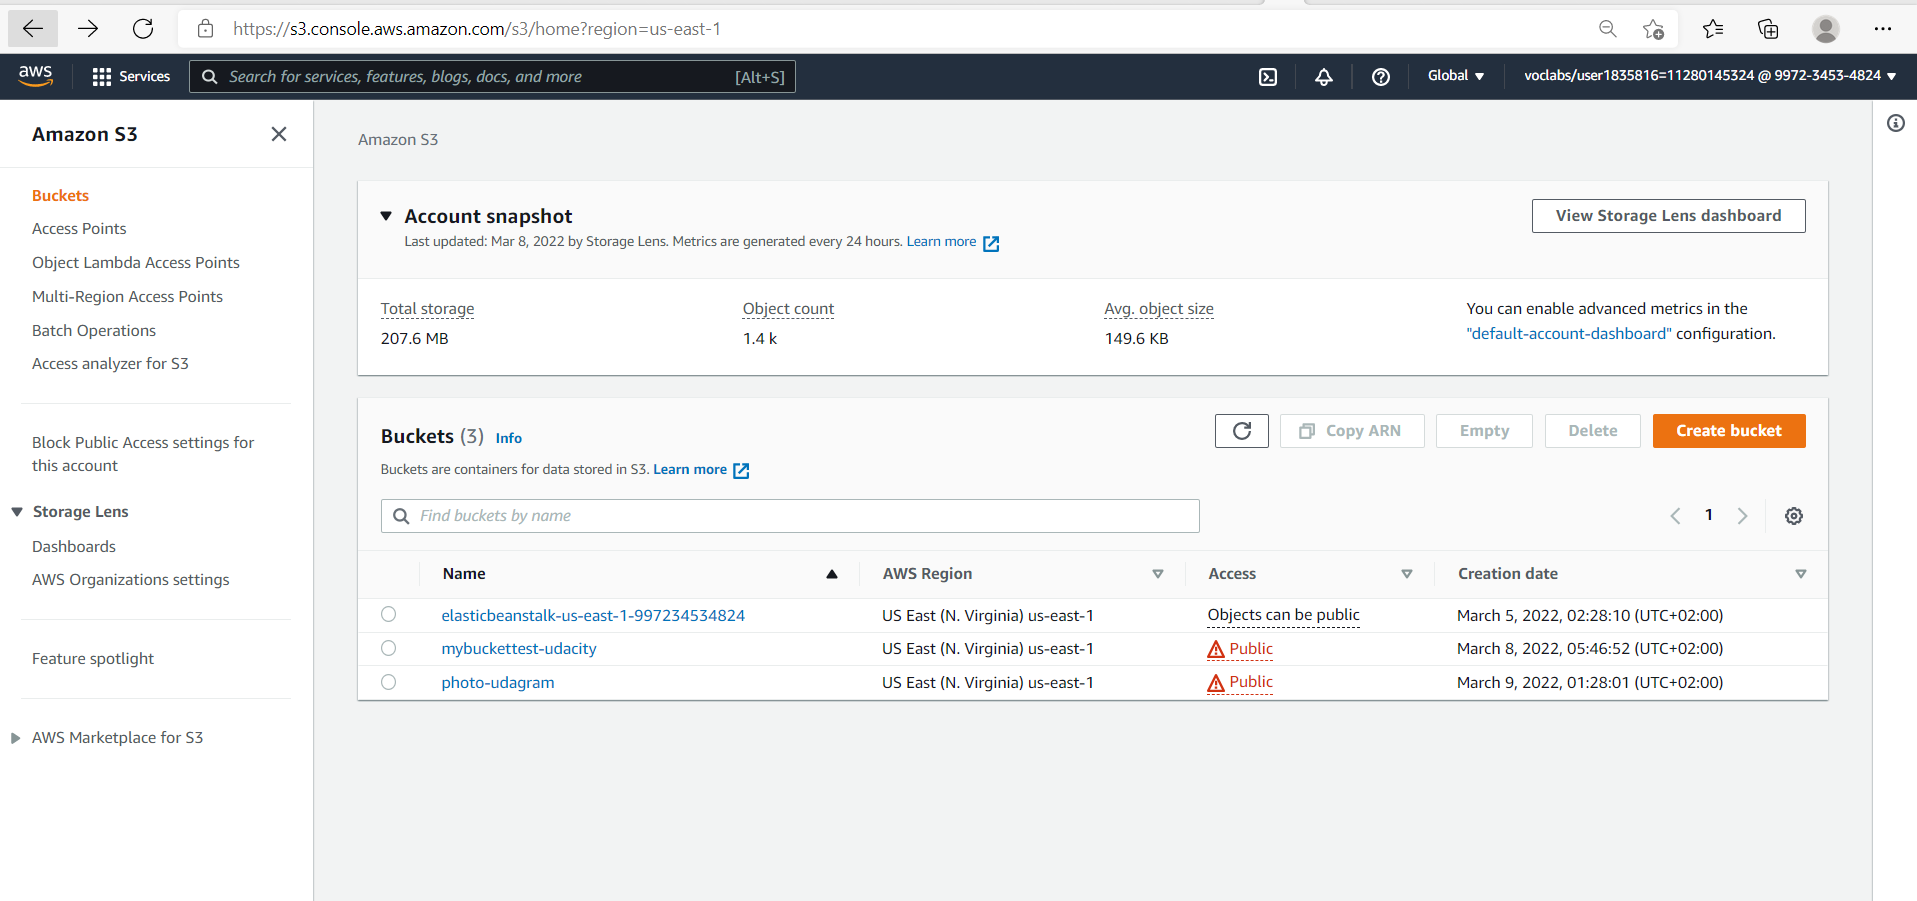 https://s3.console.aws.amazon.com/s3/home?region=us-east-1
aws
Services
Search for services, features, blogs, docs, and more
[Alt+S]
Global
voclabs/user1835816=11280145324 @ 9972-3453-4824
Amazon S3
Buckets
Access Points
Object Lambda Access Points
Multi-Region Access Points
Batch Operations
Access analyzer for S3
Block Public Access settings for
this account
Storage Lens
Dashboards
AWS Organizations settings
Feature spotlight
AWS Marketplace for S3
Amazon S3
Account snapshot
View Storage Lens dashboard
Last updated: Mar 8, 2022 by Storage Lens. Metrics are generated every 24 hours. Learn more
Total storage
207.6 MB
Object count
1.4 k
Avg. object size
149.6 KB
You can enable advanced metrics in the
"default-account-dashboard" configuration.
Buckets (3) Info
Copy ARN
Empty
Delete
Create bucket
Buckets are containers for data stored in S3. Learn more
Find buckets by name
1
Name AWS Region Access Creation date
elasticbeanstalk-us-east-1-997234534824 US East (N. Virginia) us-east-1 Objects can be public March 5, 2022, 02:28:10 (UTC+02:00)
mybuckettest-udacity US East (N. Virginia) us-east-1 Public March 8, 2022, 05:46:52 (UTC+02:00)
photo-udagram US East (N. Virginia) us-east-1 Public March 9, 2022, 01:28:01 (UTC+02:00)